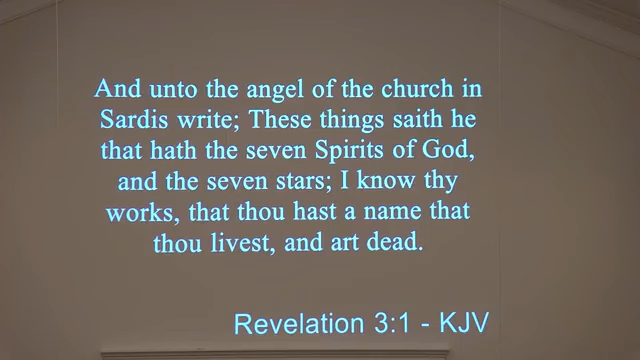 And unto the angel of the church in
Sardis write; These things saith he
that hath the seven Spirits of God,
and the seven stars; I know thy
works, that thou hast a name that
thou livest, and art dead.
Revelation 3:1 - KJV